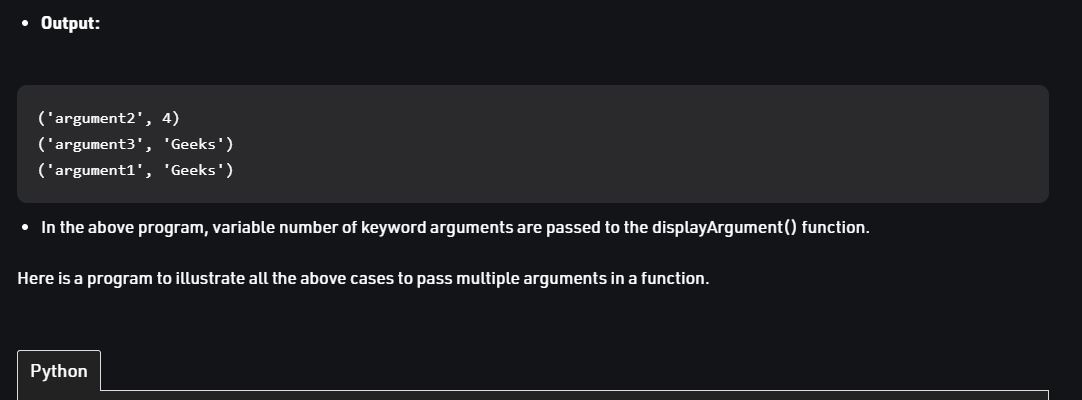 • Output:
('argument2', 4)
('argument3', 'Geeks')
('argument1', 'Geeks')
• In the above program, variable number of keyword arguments are passed to the displayArgument() function.
Here is a program to illustrate all the above cases to pass multiple arguments in a function.
Python